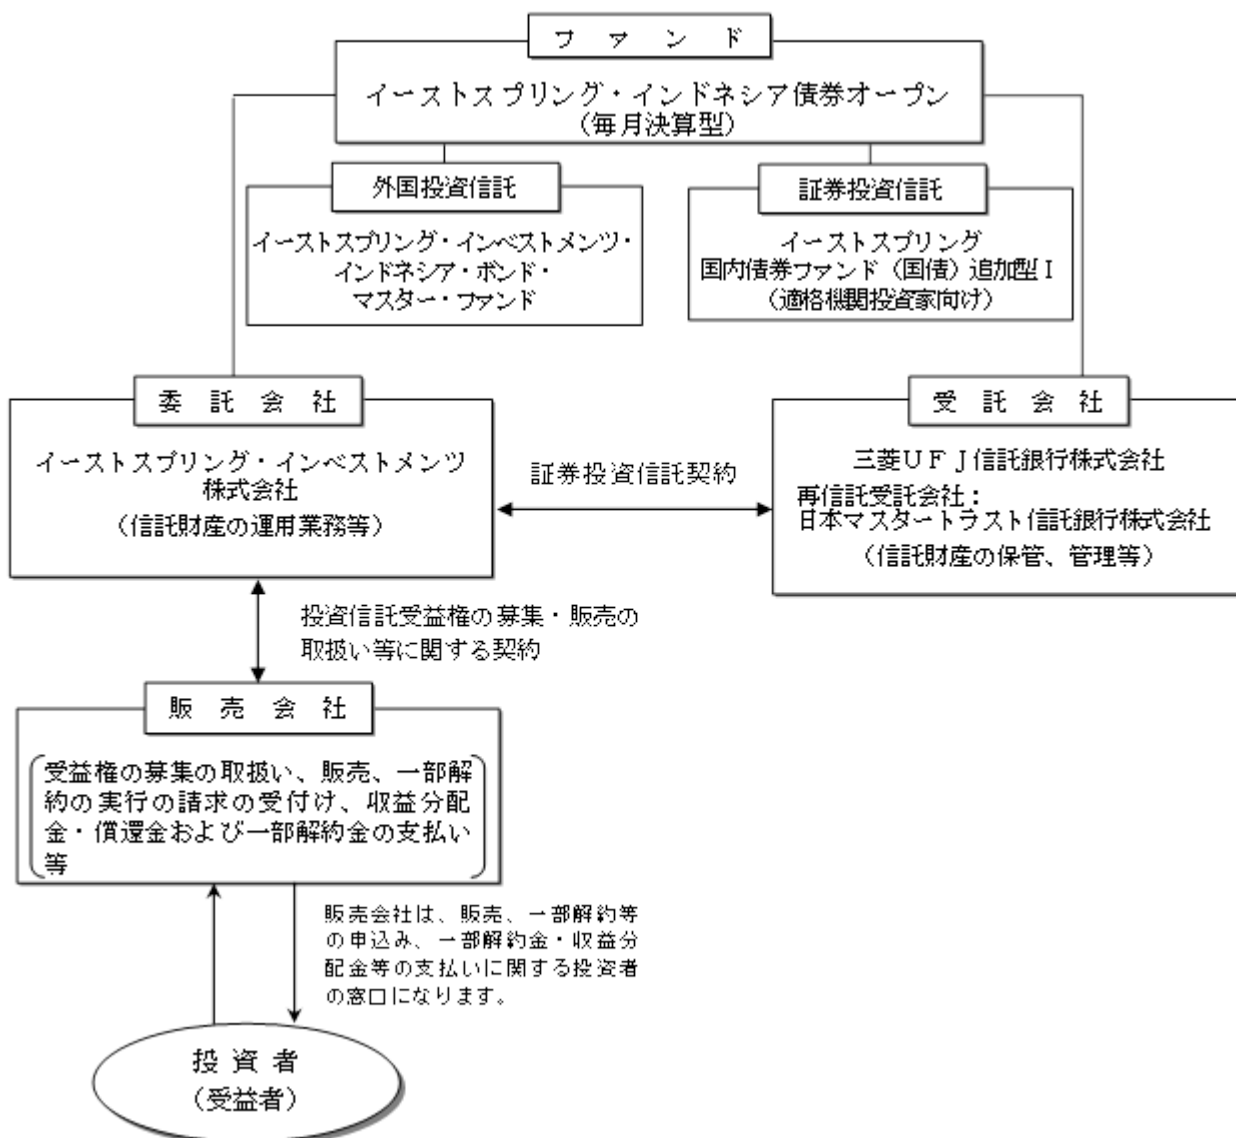 ファンド
イーストスプリング・インドネシア債券オープン
（毎月決算型）
外国投資信託
イーストスプリング・インベストメンツ・
インドネシア・ボンド・
マスター・ファンド
証券投資信託
イーストスプリング
国内債券ファンド（国債）追加型Ｉ
（適格機関投資家向け）
委託会社
イーストスプリング・インベストメンツ
株式会社
（信託財産の運用業務等）
証券投資信託契約
受託会社
三菱ＵＦＪ信託銀行株式会社
再信託受託会社：
日本マスタートラスト信託銀行株式会社
（信託財産の保管、管理等）
投資信託受益権の募集・販売の
取扱い等に関する契約
販売会社
受益権の募集の取扱い、販売、一部解
約の実行の請求の受付け、収益分配
金・償還金および一部解約金の支払い
等
販売会社は、販売、一部解約等
の申込み、一部解約金・収益分
配金等の支払いに関する投資者
の窓口になります。
投資者
（受益者）